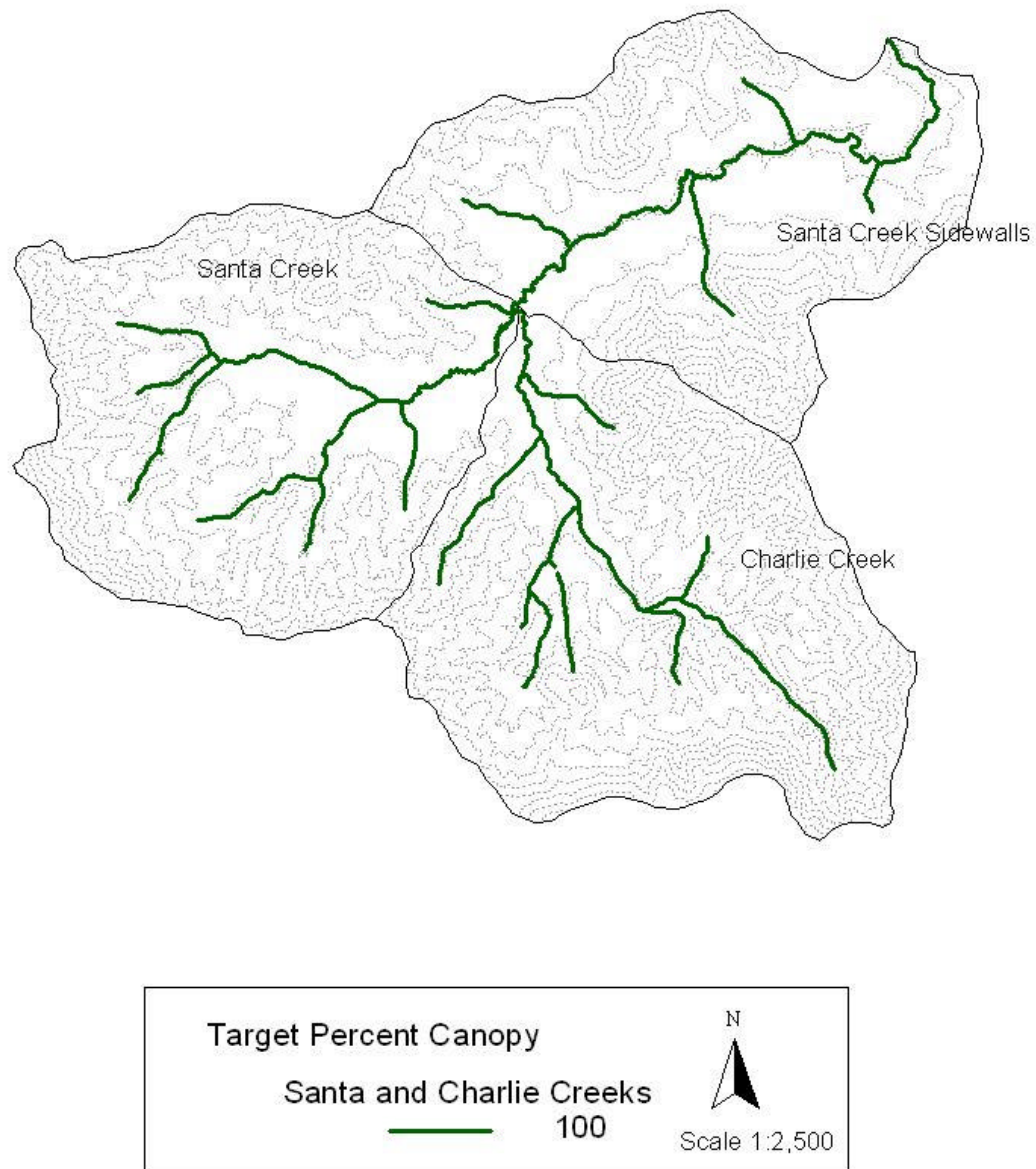 Santa Creek Sidewalls
Santa Creek
Charlie Creek
Target Percent Canopy
N
Santa and Charlie Creeks
100
Scale 1:2,500